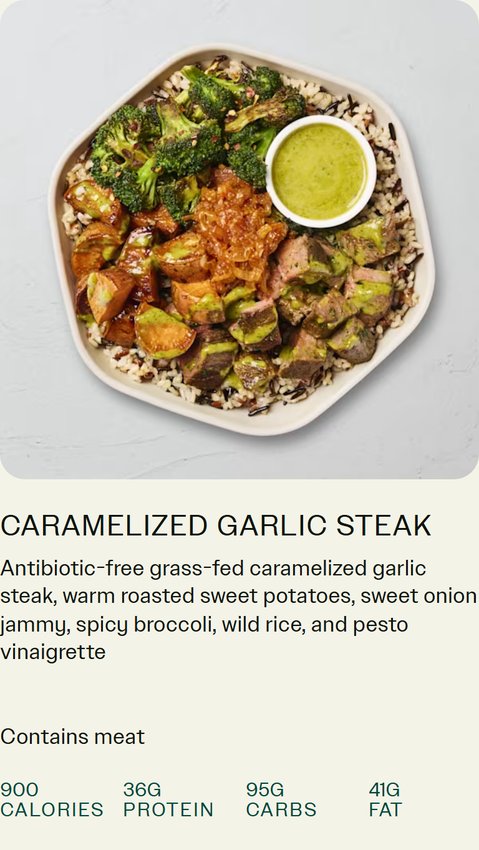 CARAMELIZED GARLIC STEAK
Antibiotic-free grass-fed caramelized garlic
steak, warm roasted sweet potatoes, sweet onion
jammy, spicy broccoli, wild rice, and pesto
vinaigrette
Contains meat
900 36G 95G 41G
CALORIES PROTEIN CARBS FAT